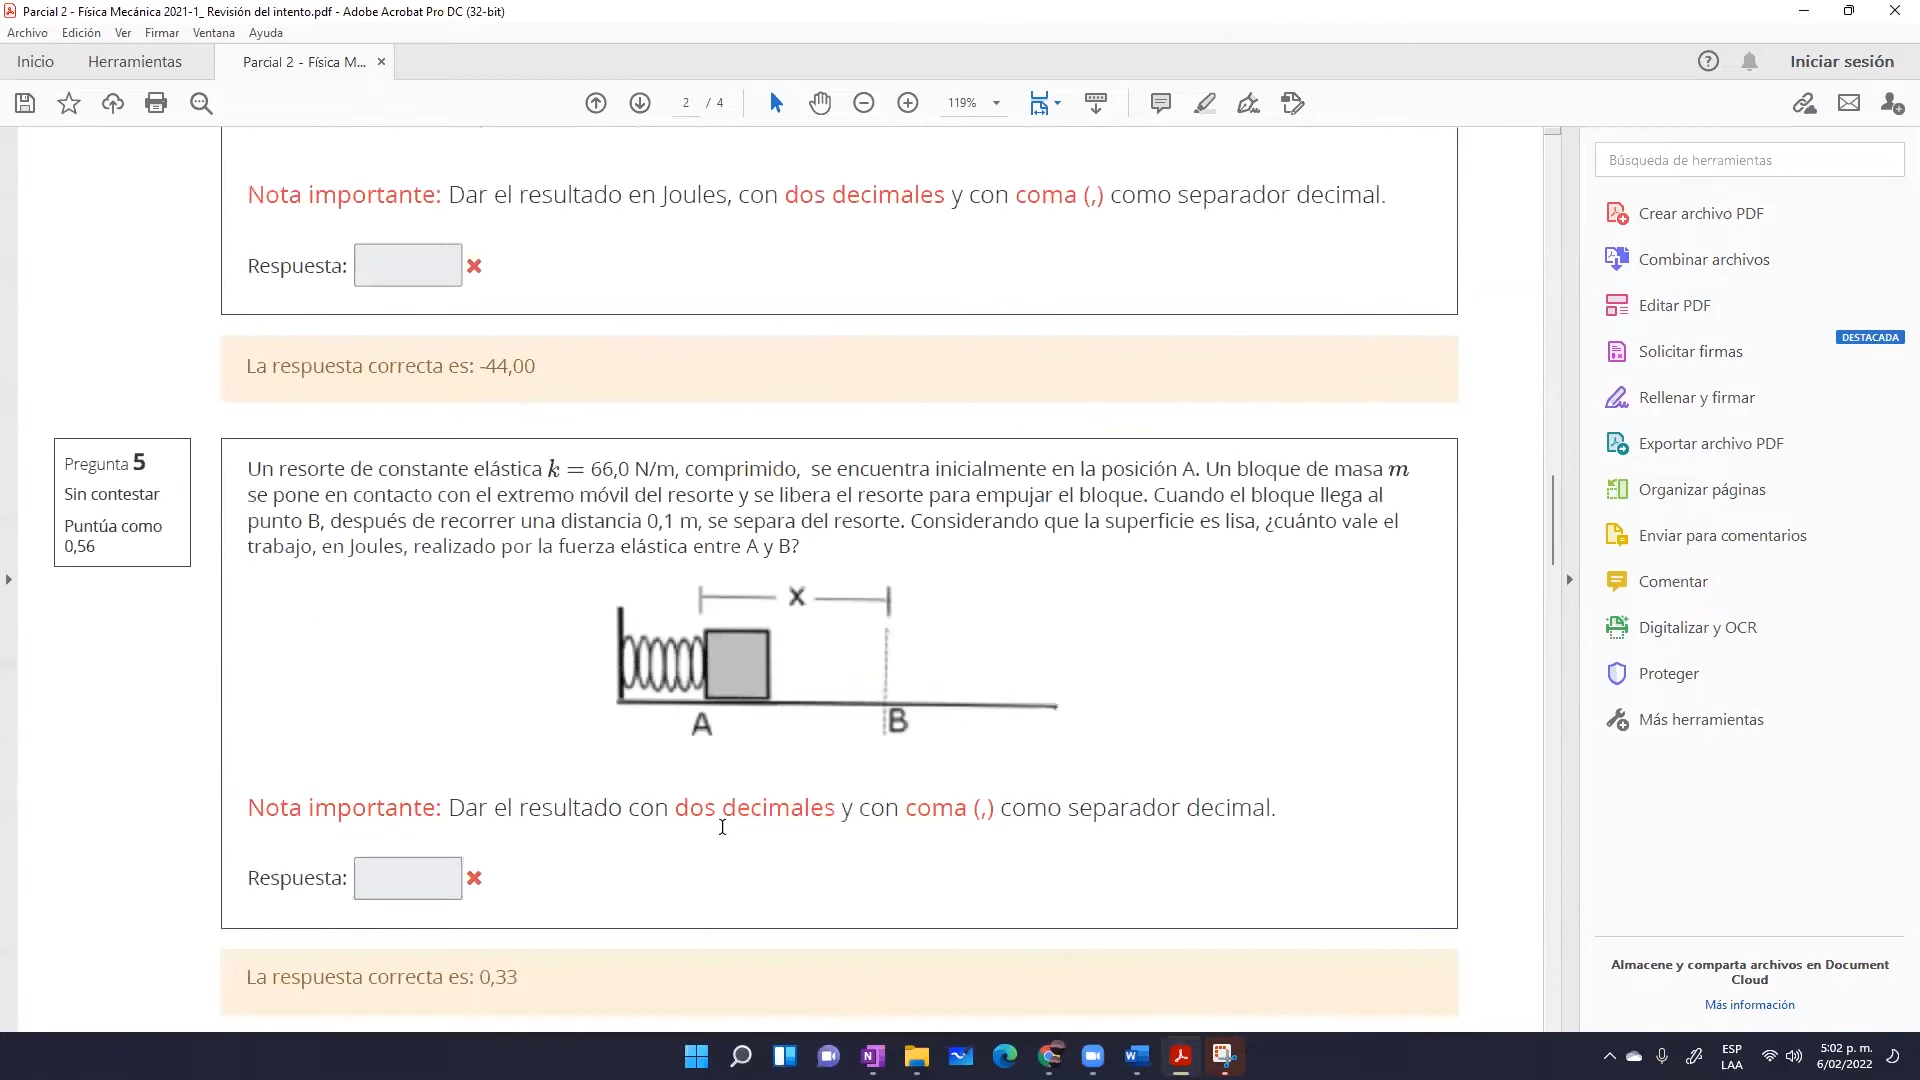 Parcial 2 - Física Mecánica 2021-1_ Revisión del intento.pdf - Adobe Acrobat Pro DC (32-bit)
Archivo Edición Ver Firmar Ventana Ayuda
Inicio Herramientas Parcial 2 - Física M... × Iniciar sesión
2 / 4 119%
Nota importante: Dar el resultado en Joules, con dos decimales y con coma (,) como separador decimal.
Respuesta:
La respuesta correcta es: -44,00
Pregunta 5
Sin contestar
Puntúa como
0,56
Un resorte de constante elástica k = 66,0 N/m, comprimido, se encuentra inicialmente en la posición A. Un bloque de masa m
se pone en contacto con el extremo móvil del resorte y se libera el resorte para empujar el bloque. Cuando el bloque llega al
punto B, después de recorrer una distancia 0,1 m, se separa del resorte. Considerando que la superficie es lisa, ¿cuánto vale el
trabajo, en Joules, realizado por la fuerza elástica entre A y B?
x
A B
Nota importante: Dar el resultado con dos decimales y con coma (,) como separador decimal.
Respuesta:
La respuesta correcta es: 0,33
Búsqueda de herramientas
Crear archivo PDF
Combinar archivos
Editar PDF
DESTACADA
Solicitar firmas
Rellenar y firmar
Exportar archivo PDF
Organizar páginas
Enviar para comentarios
Comentar
Digitalizar y OCR
Proteger
Más herramientas
Almacene y comparta archivos en Document
Cloud
Más información
ESP
LAA
5:02 p. m.
6/02/2022